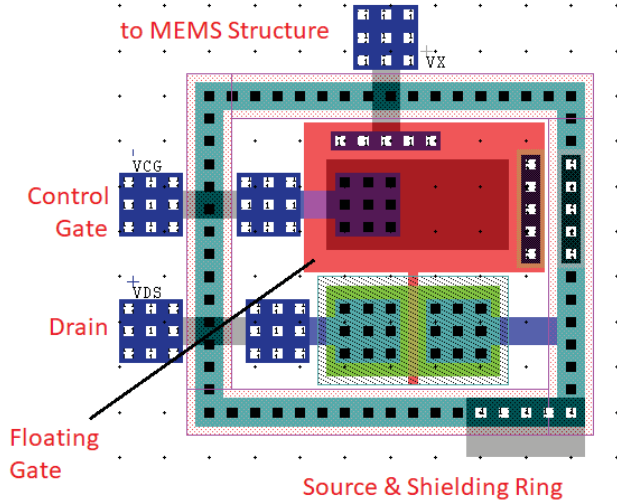 to MEMS Structure
VX
VCG
Control
Gate
VDS
Drain
Floating
Gate
Source & Shielding Ring